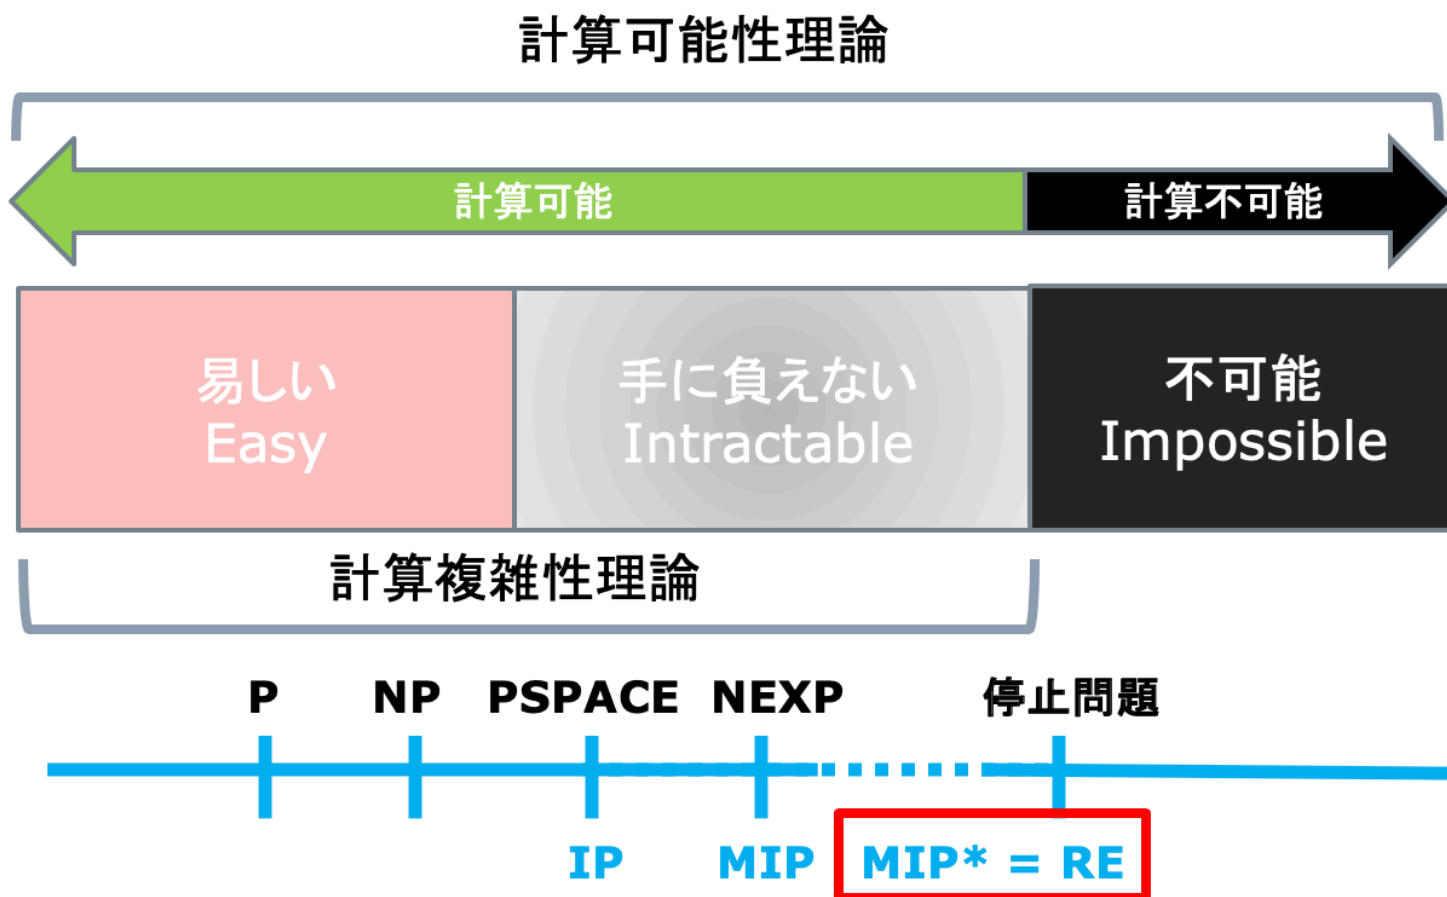 計算可能性理論
計算可能 計算不可能
易しい
Easy
手に負えない
Intractable
不可能
Impossible
計算複雑性理論
P NP PSPACE NEXP 停止問題
IP MIP MIP* = RE